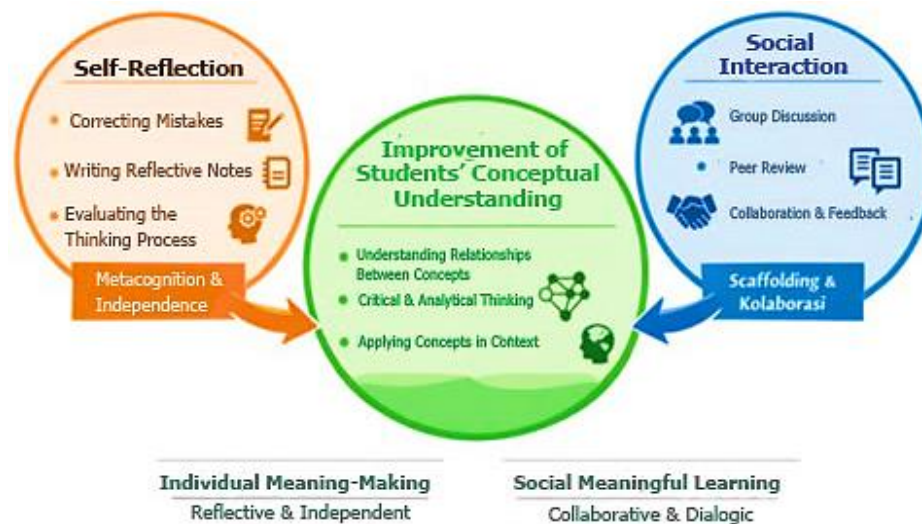 Self-Reflection
Correcting Mistakes
Writing Reflective Notes
Evaluating the
Thinking Process
Metacognition &
Independence
Improvement of
Students' Conceptual
Understanding
Understanding Relationships
Between Concepts
Critical & Analytical Thinking
Applying Concepts in Context
Social
Interaction
Group Discussion
Peer Review
Collaboration & Feedback
Scaffolding &
Kolaborasi
Individual Meaning-Making
Reflective & Independent
Social Meaningful Learning
Collaborative & Dialogic